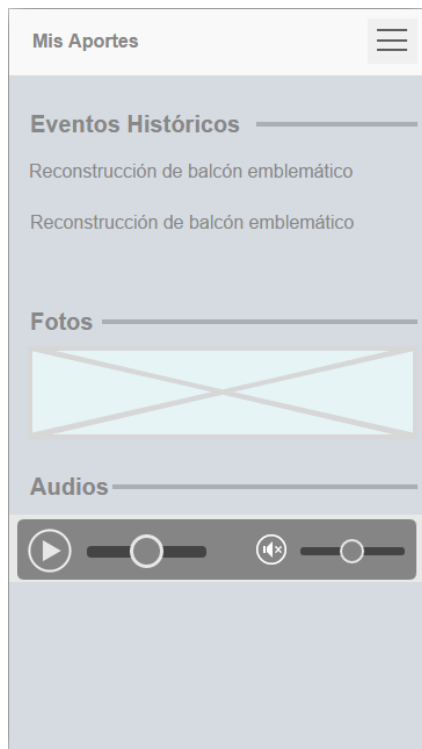 Mis Aportes
Eventos Históricos
Reconstrucción de balcón emblemático
Reconstrucción de balcón emblemático
Fotos
Audios